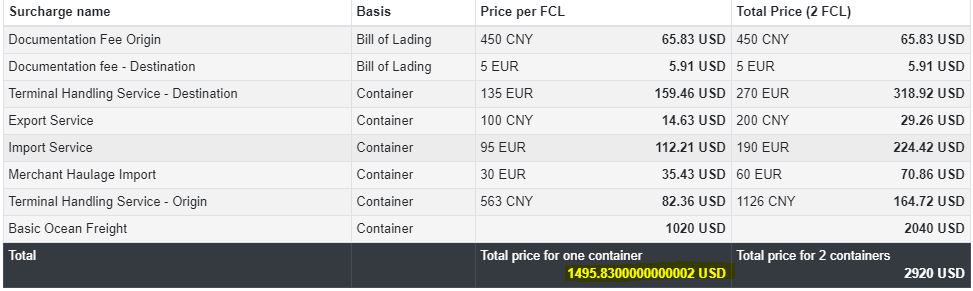 Surcharge name Basis Price per FCL Total Price (2 FCL)
Documentation Fee Origin Bill of Lading 450 CNY 65.83 USD 450 CNY 65.83 USD
Documentation fee - Destination Bill of Lading 5 EUR 5.91 USD 5 EUR 5.91 USD
Terminal Handling Service - Destination Container 135 EUR 159.46 USD 270 EUR 318.92 USD
Export Service Container 100 CNY 14.63 USD 200 CNY 29.26 USD
Import Service Container 95 EUR 112.21 USD 190 EUR 224.42 USD
Merchant Haulage Import Container 30 EUR 35.43 USD 60 EUR 70.86 USD
Terminal Handling Service - Origin Container 563 CNY 82.36 USD 1126 CNY 164.72 USD
Basic Ocean Freight Container 1020 USD 2040 USD
Total Total price for one container Total price for 2 containers
1495.8300000000002 USD 2920 USD